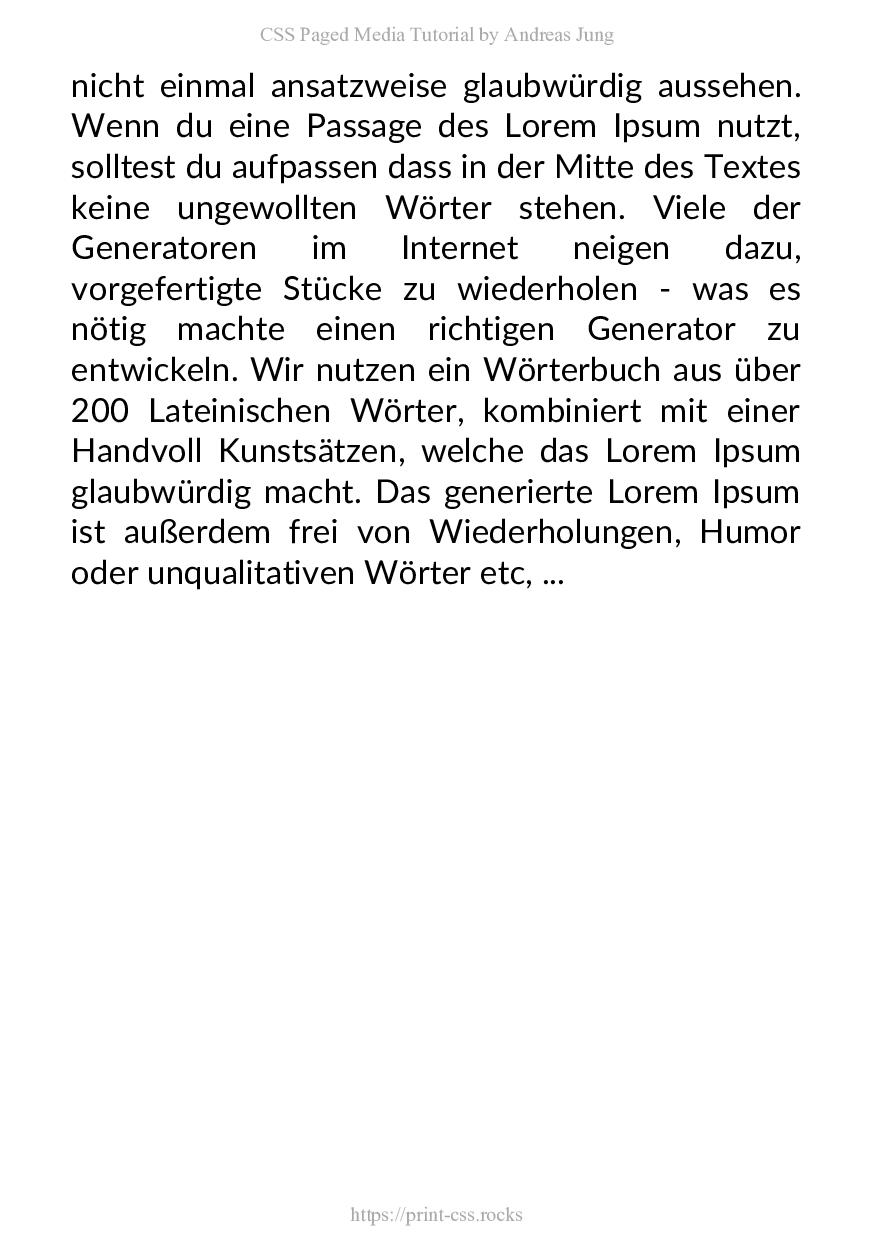 CSS Paged Media Tutorial by Andreas Jung
nicht einmal ansatzweise glaubwürdig aussehen.
Wenn du eine Passage des Lorem Ipsum nutzt,
solltest du aufpassen dass in der Mitte des Textes
keine ungewollten Wörter stehen. Viele der
Generatoren im Internet neigen dazu,
vorgefertigte Stücke zu wiederholen - was es
nötig machte einen richtigen Generator zu
entwickeln. Wir nutzen ein Wörterbuch aus über
200 Lateinischen Wörter, kombiniert mit einer
Handvoll Kunstsätzen, welche das Lorem Ipsum
glaubwürdig macht. Das generierte Lorem Ipsum
ist außerdem frei von Wiederholungen, Humor
oder unqualitativen Wörter etc, ...
https://print-css.rocks